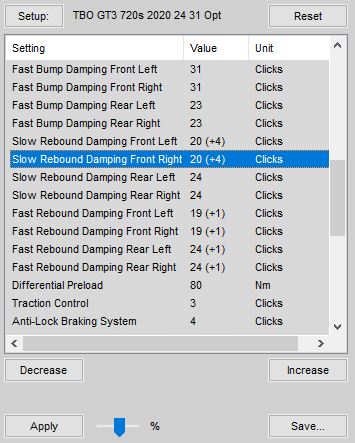 Setup: TBO GT3 720s 2020 24 31 Opt Reset
Setting Value Unit
Fast Bump Damping Front Left 31 Clicks
Fast Bump Damping Front Right 31 Clicks
Fast Bump Damping Rear Left 23 Clicks
Fast Bump Damping Rear Right 23 Clicks
Slow Rebound Damping Front Left 20 (+4) Clicks
Slow Rebound Damping Front Right 20 (+4) Clicks
Slow Rebound Damping Rear Left 24 Clicks
Slow Rebound Damping Rear Right 24 Clicks
Fast Rebound Damping Front Left 19 (+1) Clicks
Fast Rebound Damping Front Right 19 (+1) Clicks
Fast Rebound Damping Rear Left 24 (+1) Clicks
Fast Rebound Damping Rear Right 24 (+1) Clicks
Differential Preload 80 Nm
Traction Control 3 Clicks
Anti-Lock Braking System 4 Clicks
Decrease Increase
Apply % Save...